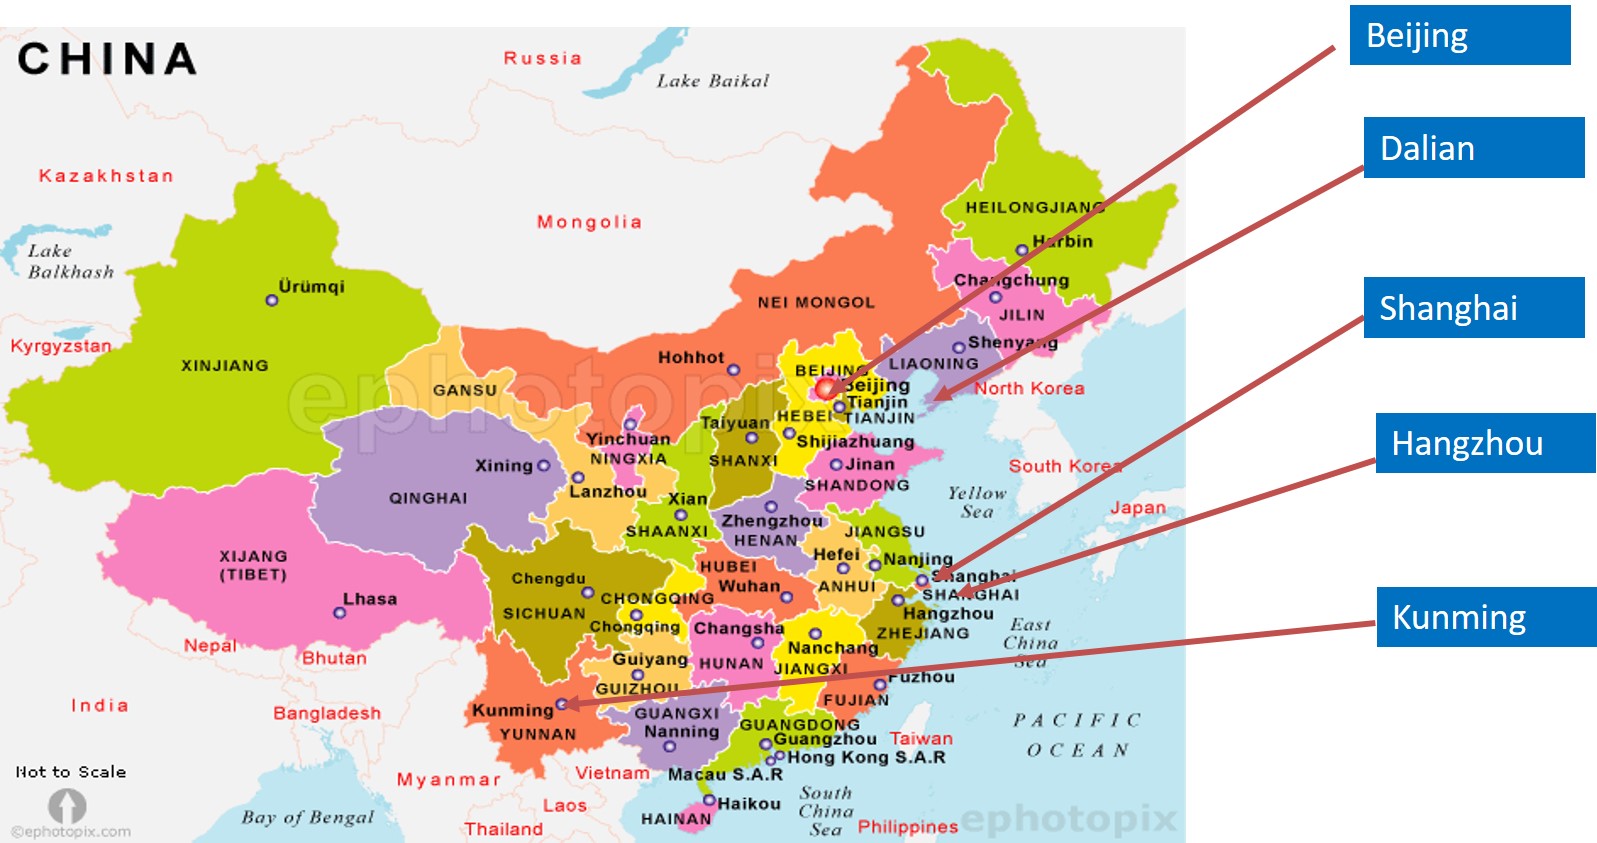 CHINA
Russia
Lake Baikal
Kazakhstan
Mongolia
Lake
Balkhash
HEILONGJIANG
Harbin
Ürümqi
Changchung
JILIN
NEI MONGOL
Kyrgyzstan
XINJIANG
GANSU
Hohhot
BEIJING
Beijing
LIAONING
Shenyang
North Korea
Tianjin
TIANJIN
HEBEI
ephotopix
Yinchuan
NINGXIA
Taiyuan
SHANXI
Shijiazhuang
Jinan
SHANDONG
South Korea
Xining
QINGHAI
Lanzhou
Xian
SHAANXI
Yellow
Sea
Japan
Zhengzhou
HENAN
JIANGSU
XIJANG
(TIBET)
Lhasa
Chengdu
SICHUAN
CHONGQING
Chongqing
HUBEI
Wuhan
Hefei
ANHUI
Nanjing
Shanghai
SHANGHAI
Hangzhou
ZHEJIANG
East
China
Sea
Nepal
Bhutan
Changsha
HUNAN
Nanchang
JIANGXI
Guiyang
GUIZHOU
Fuzhou
FUJIAN
India
Bangladesh
Kunming
YUNNAN
GUANGXI
Nanning
GUANGDONG
Guangzhou
Hong Kong S.A.R
Macau S.A.R
Taiwan
PACIFIC
OCEAN
Not to Scale
©ephotopix.com
Myanmar
Vietnam
Laos
Thailand
Bay of Bengal
Haikou
HAINAN
South
China
Sea
Philippines
ephotopix
Beijing
Dalian
Shanghai
Hangzhou
Kunming